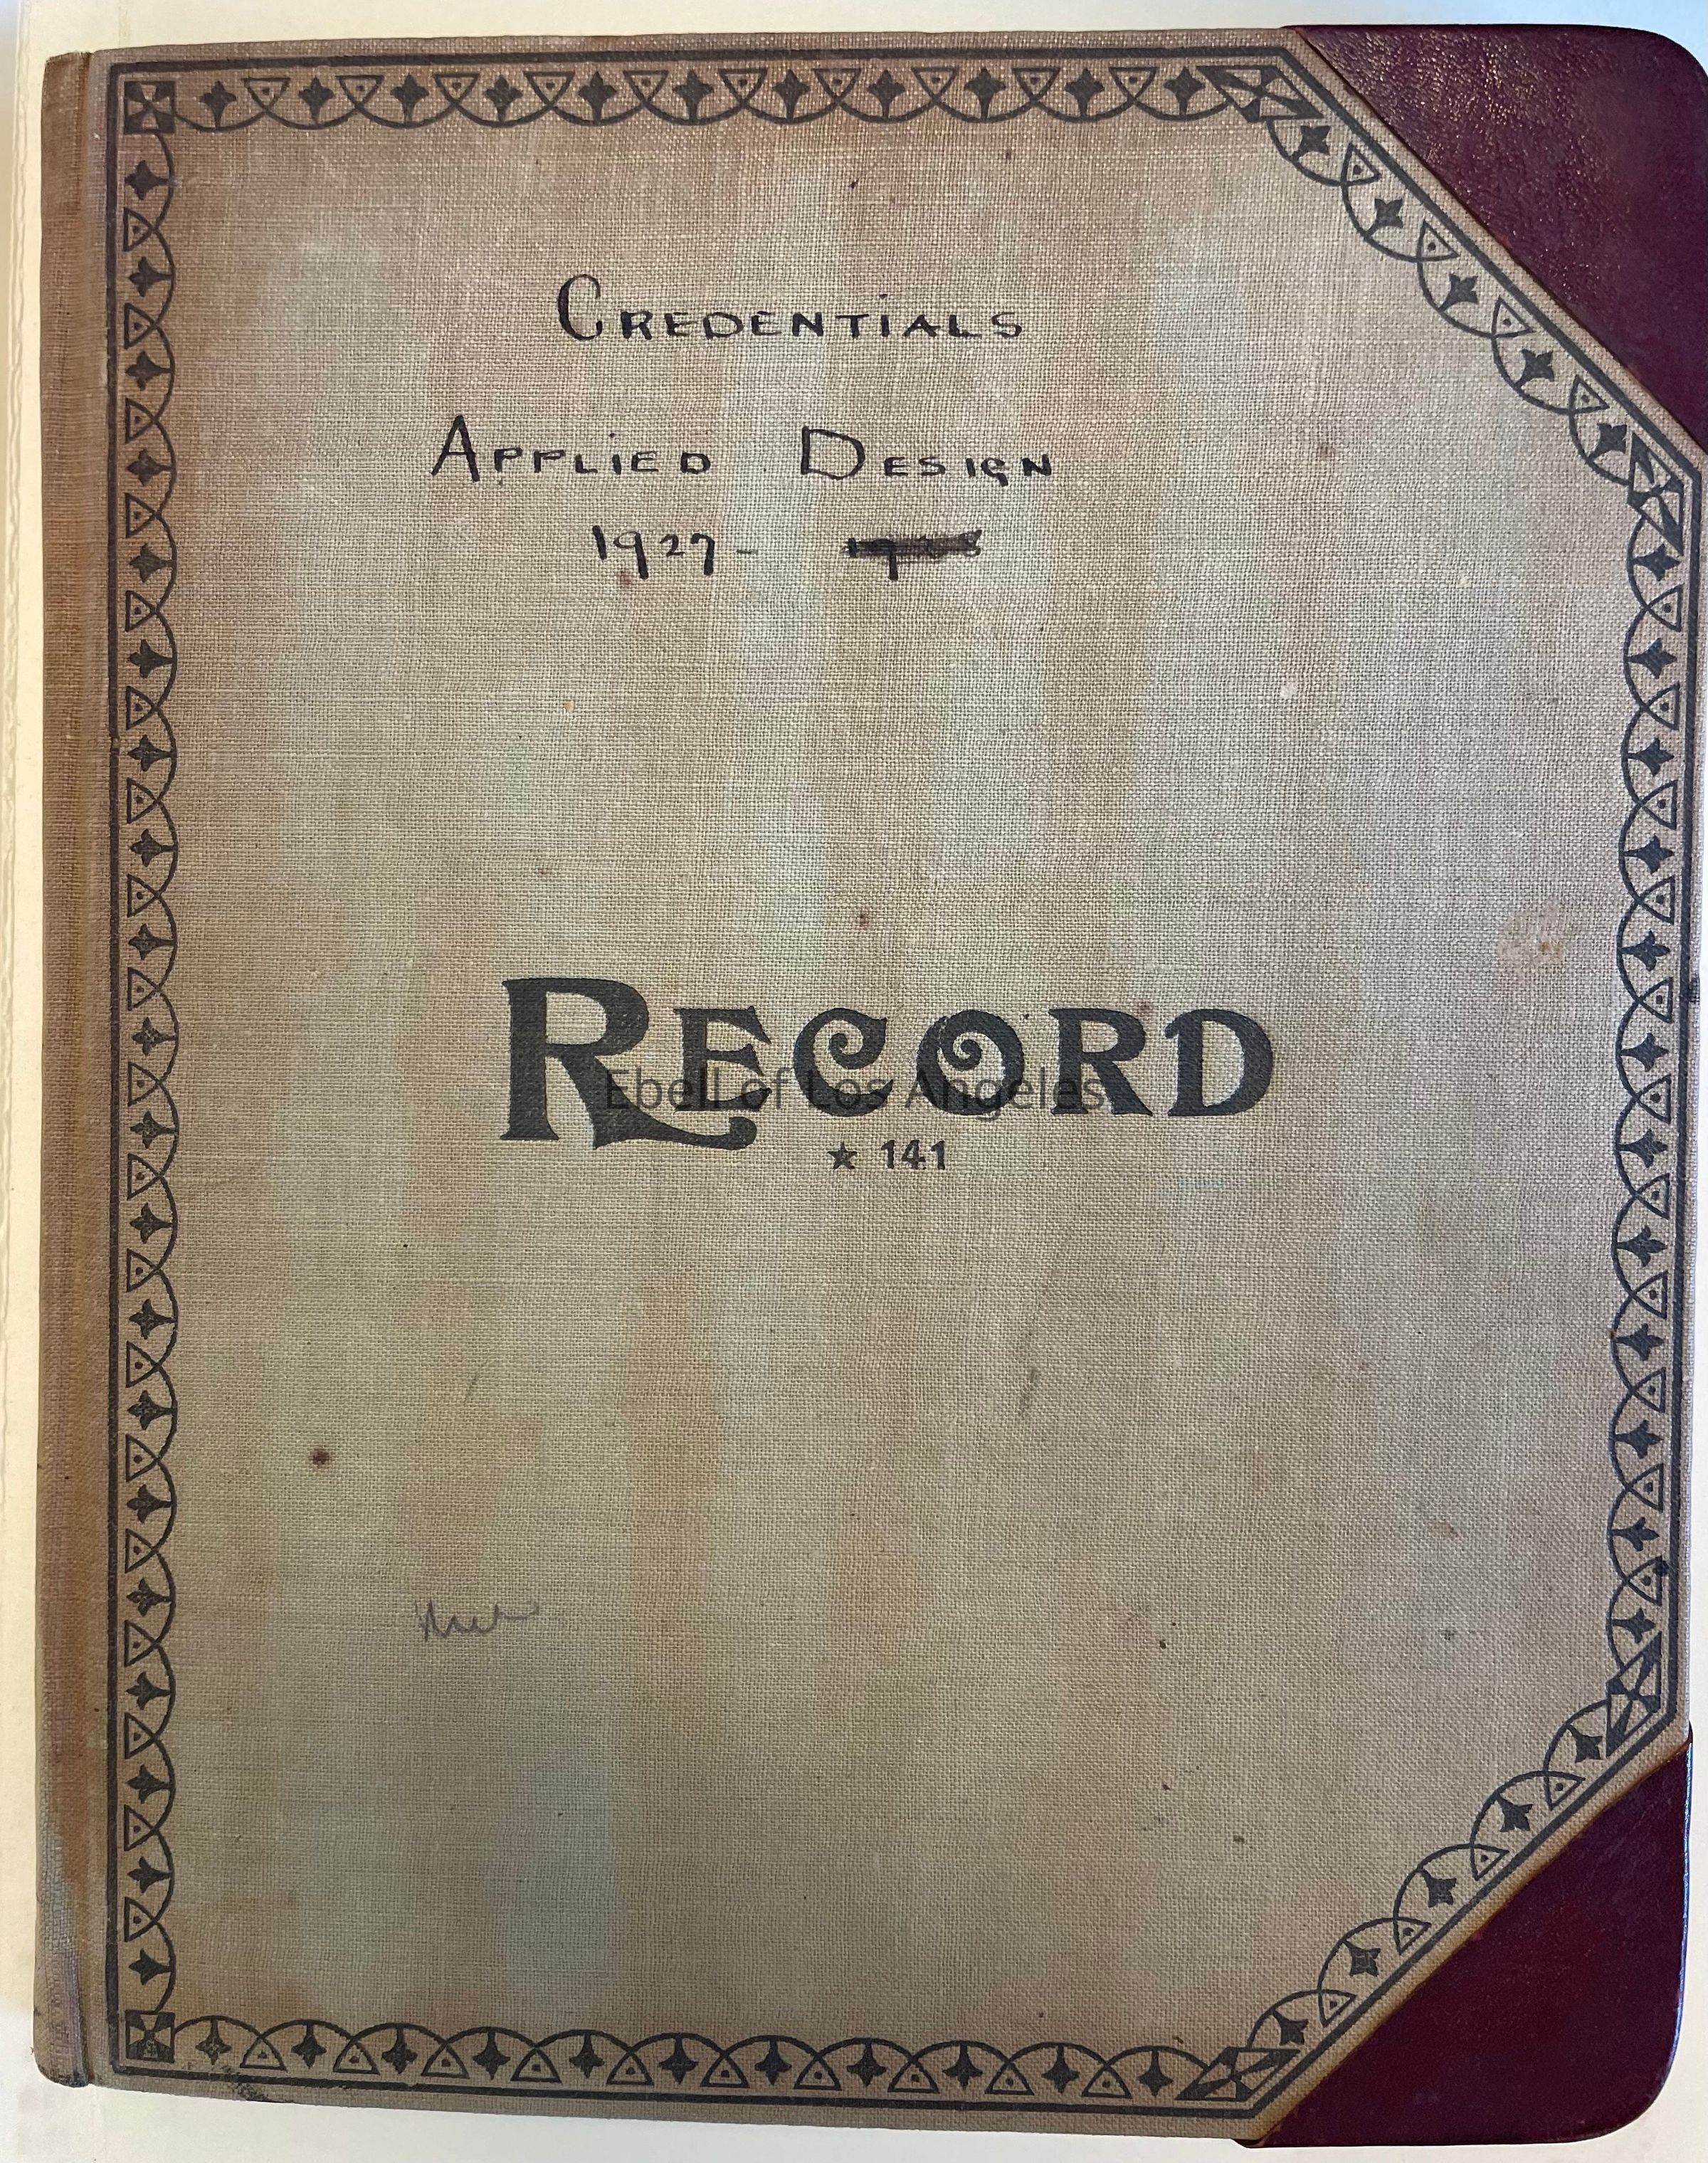 CREDENTIALS
APPLIED DESIGN
1927-
RECORD
Ebell of Los Angeles
★ 141